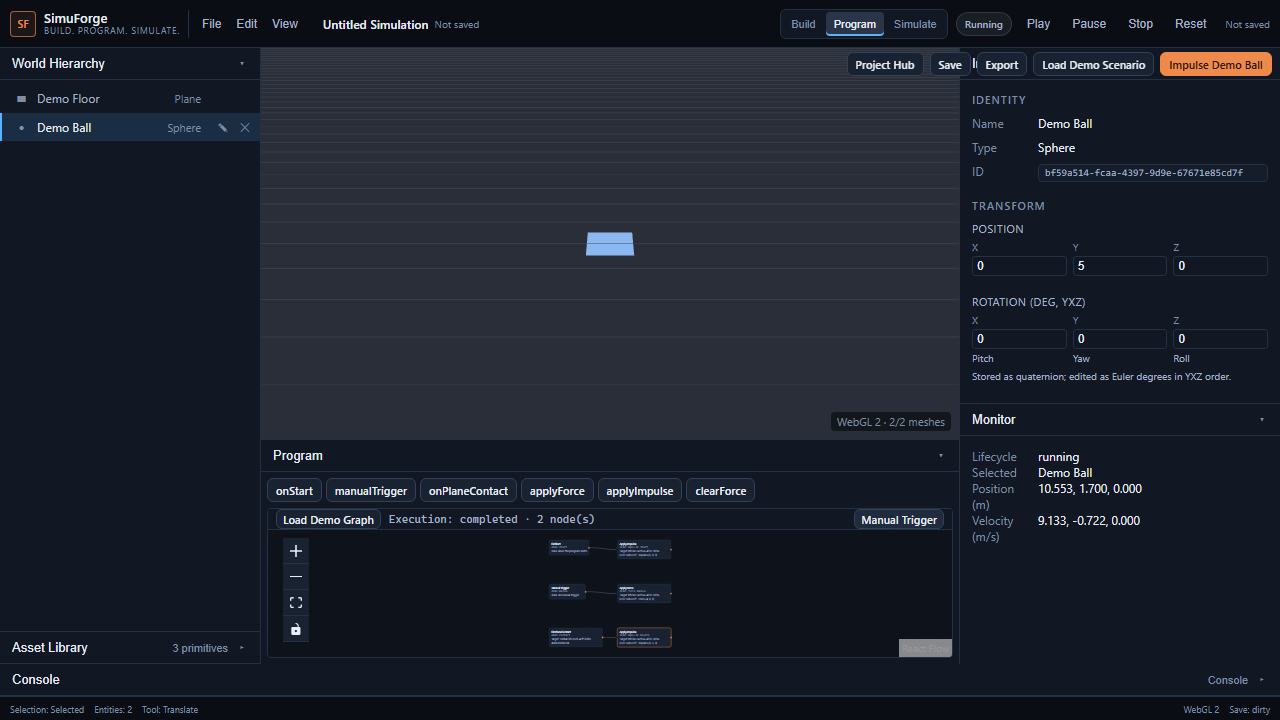 SF
SimuForge
BUILD. PROGRAM. SIMULATE.
File Edit View
Untitled Simulation Not saved
Build Program Simulate
Running
Play Pause Stop Reset Not saved
World Hierarchy
Demo Floor Plane
Demo Ball Sphere
Project Hub Save Export Load Demo Scenario Impulse Demo Ball
IDENTITY
Name Demo Ball
Type Sphere
ID bf59a514-fcaa-4397-9d9e-67671e85cd7f
TRANSFORM
POSITION
X Y Z
0 5 0
ROTATION (DEG, YXZ)
X Y Z
0 0 0
Pitch Yaw Roll
Stored as quaternion; edited as Euler degrees in YXZ order.
WebGL 2 · 2/2 meshes
Monitor
Lifecycle running
Selected Demo Ball
Position (m) 10.553, 1.700, 0.000
Velocity (m/s) 9.133, -0.722, 0.000
Program
onStart manualTrigger onPlaneContact applyForce applyImpulse clearForce
Load Demo Graph Execution: completed · 2 node(s) Manual Trigger
React Flow
Asset Library 3 primitives
Console Console
Selection: Selected Entities: 2 Tool: Translate WebGL 2 Save: dirty